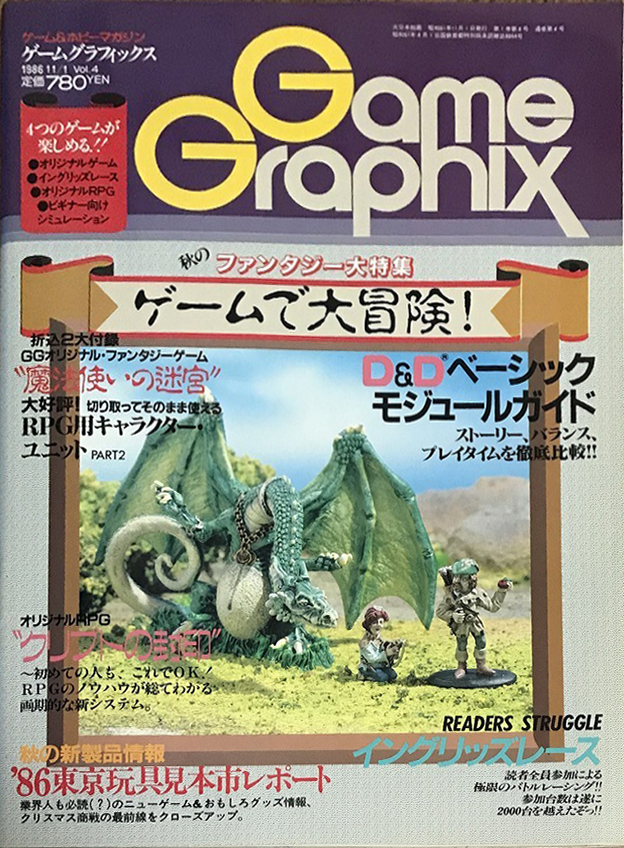 ゲーム&ホビーマガジン
ゲームグラフィックス
1986 11/1 Vol.4
定価780YEN
Game
Graphix
4つのゲームが
楽しめる!!
●オリジナルゲーム
●イングリッズレース
●オリジナルRPG
●ビギナー向け
シミュレーション
秋の ファンタジー大特集
ゲームで大冒険!
折込2大付録
GGオリジナル・ファンタジーゲーム
"魔法使いの迷宮"
大好評! 切り取ってそのまま使える
RPG用キャラクター・
ユニット PART2
D&D®ベーシック
モジュールガイド
ストーリー、バランス、
プレイタイムを徹底比較!!
オリジナルRPG
"クリプトの封印"
〜初めての人も、これでOK!
RPGのノウハウが総てわかる
画期的な新システム。
READERS STRUGGLE
イングリッズレース
読者全員参加による
極限のバトルレーシング!!
参加台数は遂に
2000台を越えたぞっ!!
秋の新製品情報
'86東京玩具見本市レポート
業界人も必読(?)のニューゲーム&おもしろグッズ情報、
クリスマス商戦の最前線をクローズアップ。